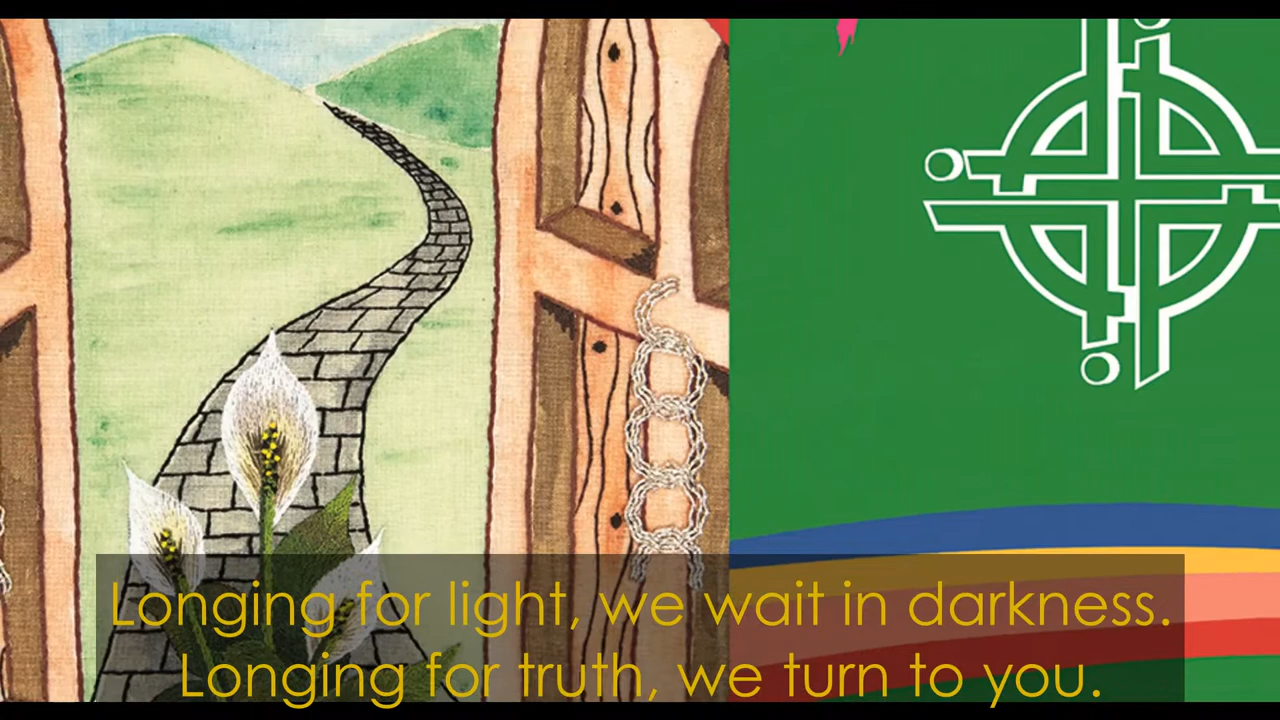 Longing for light, we wait in darkness.
Longing for truth, we turn to you.